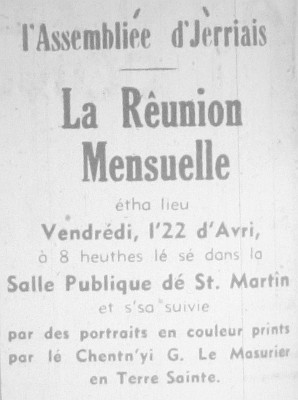 l'Assembliée d'Jèrriais
La Rêunion
Mensuelle
étha lieu
Vendrédi, l'22 d'Avri,
à 8 heuthes lé sé dans la
Salle Publique dé St. Martîn
et s'sa suivie
par des portraits en couleur prints
par lé Chentn'yi G. Le Masurier
en Terre Sainte.